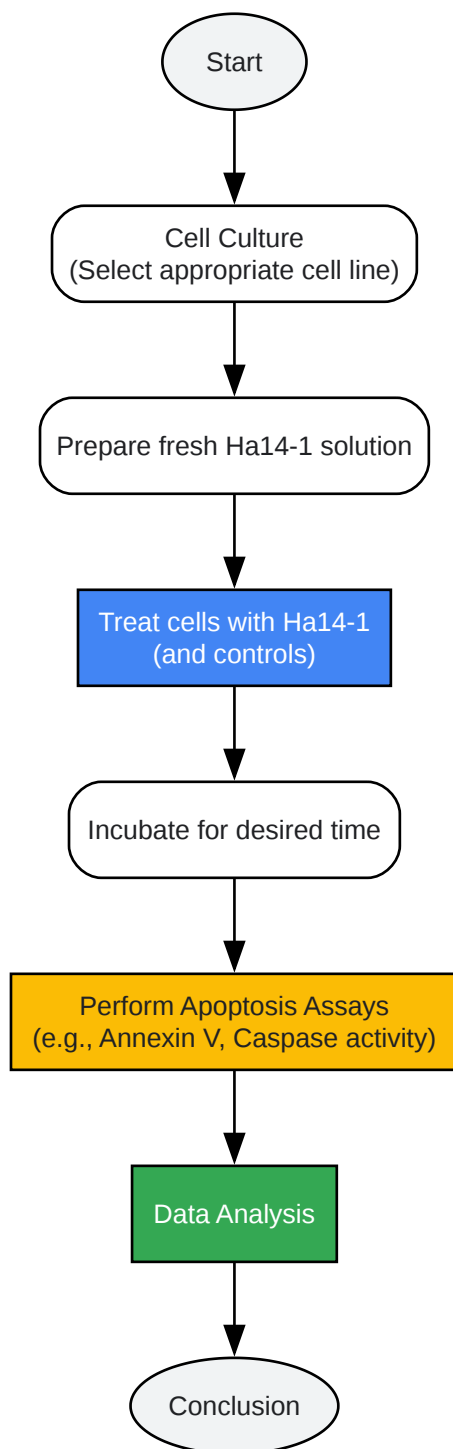 Start
Cell Culture
(Select appropriate cell line)
Prepare fresh Ha14-1 solution
Treat cells with Ha14-1
(and controls)
Incubate for desired time
Perform Apoptosis Assays
(e.g., Annexin V, Caspase activity)
Data Analysis
Conclusion